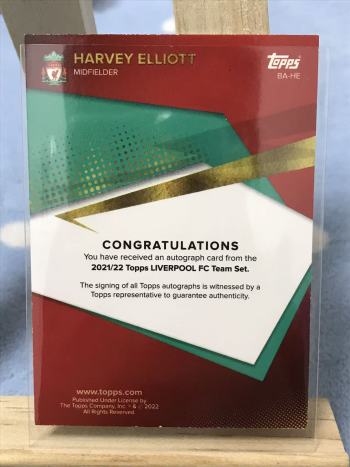 HARVEY ELLIOTT
MIDFIELDER
Topps
BA-HE
CONGRATULATIONS
You have received an autograph card from the
2021/22 Topps LIVERPOOL FC Team Set.
The signing of all Topps autographs is witnessed by a
Topps representative to guarantee authenticity.
www.topps.com
Published Under License by
The Topps Company, Inc. ® & © 2022
All Rights Reserved.